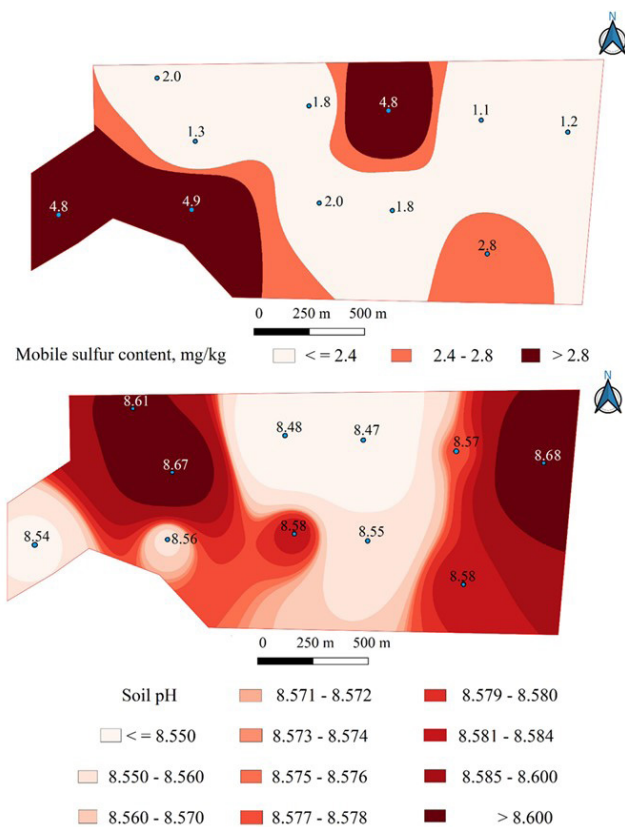 N
2.0
1.8
4.8
1.1
1.2
1.3
4.8
4.9
2.0
1.8
2.8
0 250 m 500 m
Mobile sulfur content, mg/kg <= 2.4 2.4 - 2.8 > 2.8
N
8.61
8.48
8.47
8.57
8.68
8.67
8.54
8.56
8.58
8.55
8.58
0 250 m 500 m
Soil pH 8.571 - 8.572 8.579 - 8.580
<= 8.550 8.573 - 8.574 8.581 - 8.584
8.550 - 8.560 8.575 - 8.576 8.585 - 8.600
8.560 - 8.570 8.577 - 8.578 > 8.600